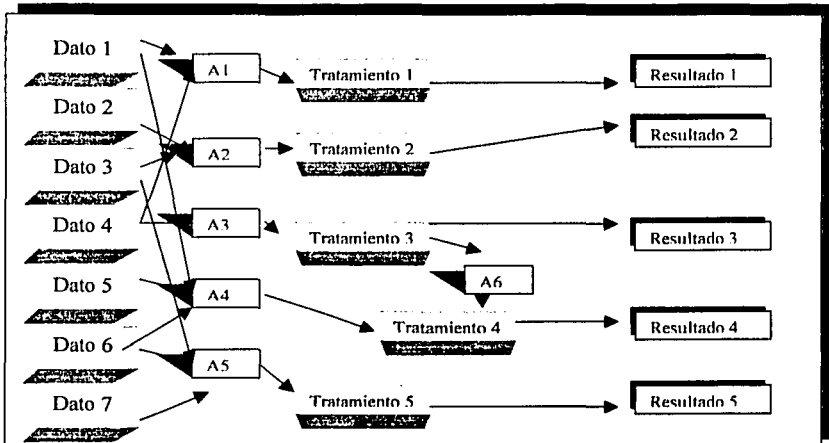 Dato 1
Dato 2
Dato 3
Dato 4
Dato 5
Dato 6
Dato 7
A1
A2
A3
A4
A5
Tratamiento 1
Tratamiento 2
Tratamiento 3
A6
Tratamiento 4
Tratamiento 5
Resultado 1
Resultado 2
Resultado 3
Resultado 4
Resultado 5